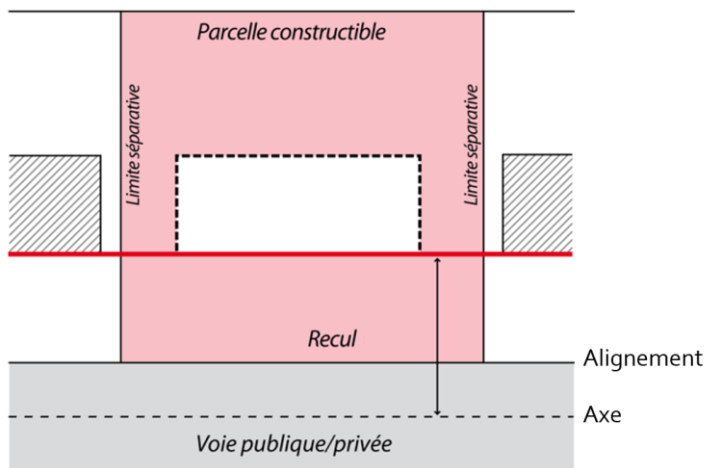 Parcelle constructible
Limite séparative
Limite séparative
Recul
Alignement
Axe
Voie publique/privée